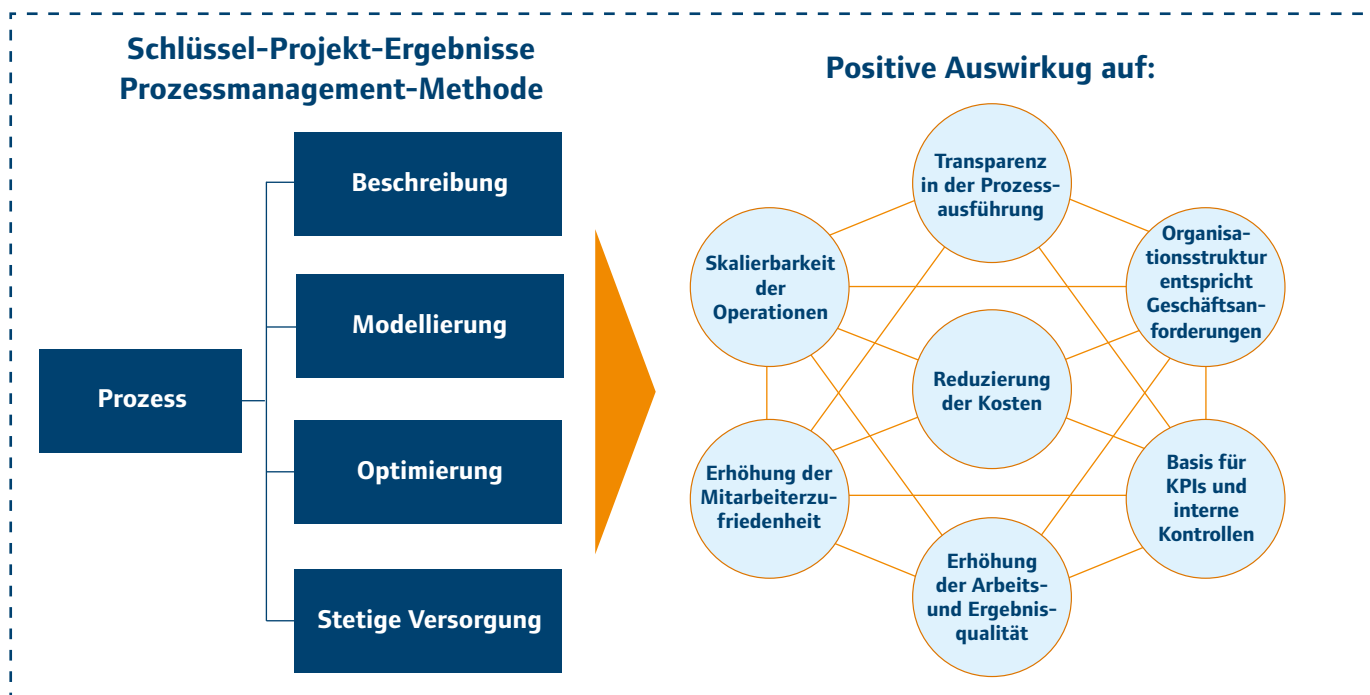 Schlüssel-Projekt-Ergebnisse
Prozessmanagement-Methode
Prozess
Beschreibung
Modellierung
Optimierung
Stetige Versorgung
Positive Auswirkug auf:
Transparenz
in der Prozess-
ausführung
Skalierbarkeit
der
Operationen
Organisa-
tionsstruktur
entspricht
Geschäftsan-
forderungen
Reduzierung
der Kosten
Erhöhung der
Mitarbeiterzu-
friedenheit
Basis für
KPIs und
interne
Kontrollen
Erhöhung
der Arbeits-
und Ergebnis-
qualität